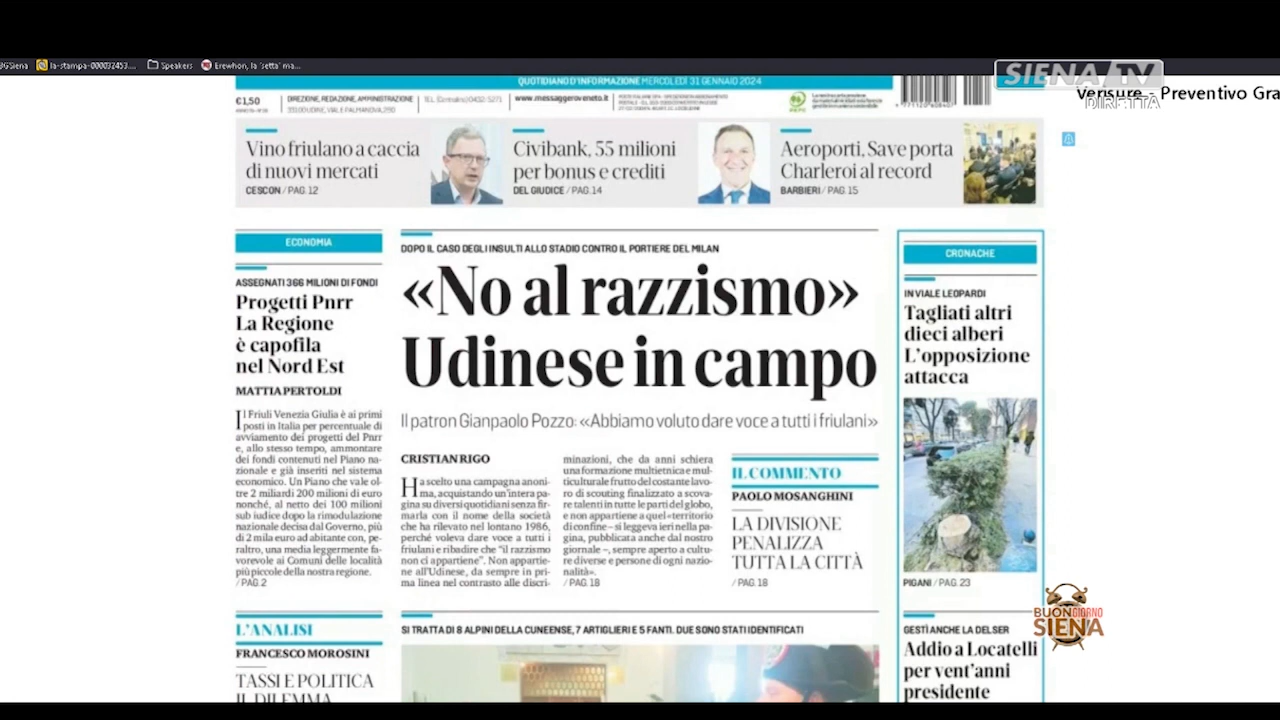 BGSiena la-stampa-000032453.... Speakers Erewhon, la 'setta' ma...
SIENA TV
DIRETTA
Verisure - Preventivo Gra
QUOTIDIANO D'INFORMAZIONE MERCOLEDI 31 GENNAIO 2024
€1,50
DIREZIONE, REDAZIONE, AMMINISTRAZIONE
33100 UDINE, VIALE PALMANOVA, 290
www.messaggeroveneto.it
Vino friulano a caccia
di nuovi mercati
CESCON / PAG. 12
Civibank, 55 milioni
per bonus e crediti
DEL GIUDICE / PAG. 14
Aeroporti, Save porta
Charleroi al record
BARBIERI / PAG. 15
ECONOMIA
ASSEGNATI 366 MILIONI DI FONDI
Progetti Pnrr
La Regione
è capofila
nel Nord Est
MATTIA PERTOLDI
Il Friuli Venezia Giulia è ai primi
posti in Italia per percentuale di
avviamento dei progetti del Pnrr
e, allo stesso tempo, ammontare
dei fondi contenuti nel Piano na-
zionale e già inseriti nel sistema
economico. Un Piano che vale ol-
tre 2 miliardi 200 milioni di euro
nonché, al netto dei 100 milioni
sub iudice dopo la rimodulazione
nazionale decisa dal Governo, più
di 2 mila euro ad abitante con, pe-
raltro, una media leggermente fa-
vorevole ai Comuni delle località
più piccole della nostra regione.
/ PAG. 2
L'ANALISI
FRANCESCO MOROSINI
TASSI E POLITICA
IL DILEMMA
DOPO IL CASO DEGLI INSULTI ALLO STADIO CONTRO IL PORTIERE DEL MILAN
«No al razzismo»
Udinese in campo
Il patron Gianpaolo Pozzo: «Abbiamo voluto dare voce a tutti i friulani»
CRISTIAN RIGO
Ha scelto una campagna anoni-
ma, acquistando un'intera pa-
gina su diversi quotidiani senza fir-
marla con il nome della società
che ha rilevato nel lontano 1986,
perché voleva dare voce a tutti i
friulani e ribadire che "il razzismo
non ci appartiene". Non appartie-
ne all'Udinese, da sempre in pri-
ma linea nel contrasto alle discri-
minazioni, che da anni schiera
una formazione multietnica e mul-
ticulturale frutto del costante lavo-
ro di scouting finalizzato a scova-
re talenti in tutte le parti del globo,
e non appartiene a quel «territorio
di confine – si leggeva ieri nella pa-
gina, pubblicata anche dal nostro
giornale –, sempre aperto a cultu-
re diverse e persone di ogni nazio-
nalità».
/ PAG. 18
IL COMMENTO
PAOLO MOSANGHINI
LA DIVISIONE
PENALIZZA
TUTTA LA CITTÀ
/ PAG. 18
SI TRATTA DI 8 ALPINI DELLA CUNEENSE, 7 ARTIGLIERI E 5 FANTI. DUE SONO STATI IDENTIFICATI
CRONACHE
IN VIALE LEOPARDI
Tagliati altri
dieci alberi
L'opposizione
attacca
PIGANI / PAG. 23
GESTÌ ANCHE LA DELSER
Addio a Locatelli
per vent'anni
presidente
BUONGIORNO
SIENA